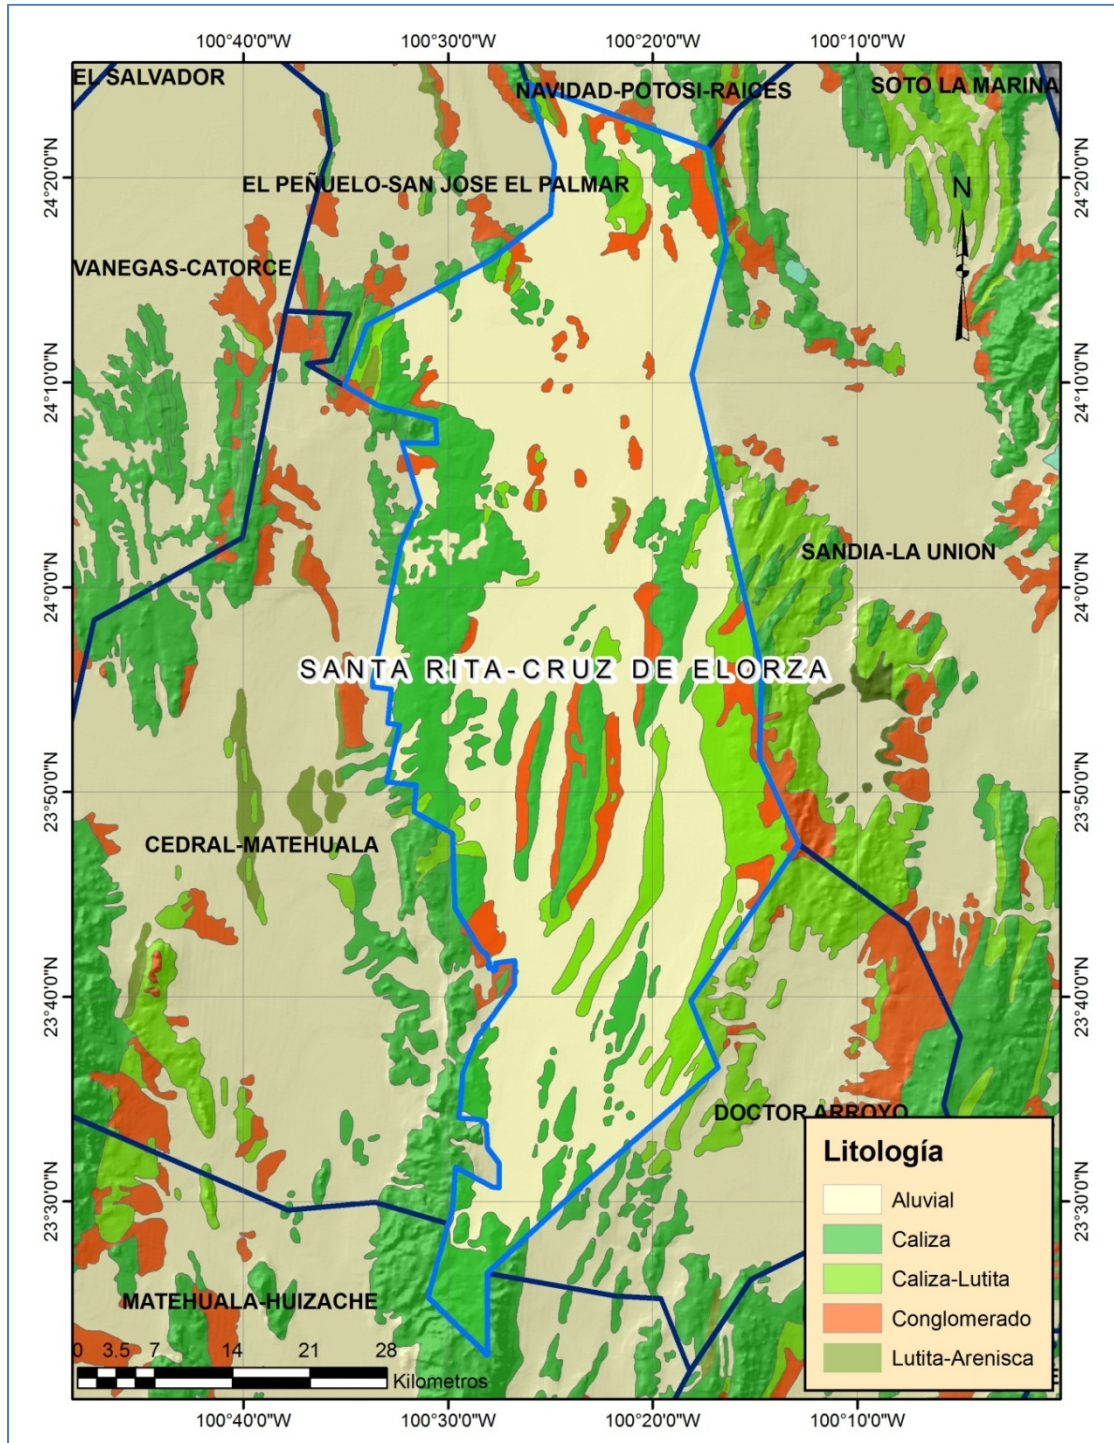 100°40'0"W
100°30'0"W
100°20'0"W
100°10'0"W
EL SALVADOR
NAVIDAD-POTOSI-RAICES
SOTO LA MARINA
24°20'0"N
24°20'0"N
EL PEÑUELO-SAN JOSE EL PALMAR
N
VANEGAS-CATORCE
24°10'0"N
24°10'0"N
SANDIA-LA UNION
24°0'0"N
24°0'0"N
SANTA RITA-CRUZ DE ELORZA
23°50'0"N
23°50'0"N
CEDRAL-MATEHUALA
23°40'0"N
23°40'0"N
DOCTOR ARROYO
Litología
Aluvial
Caliza
Caliza-Lutita
Conglomerado
Lutita-Arenisca
23°30'0"N
23°30'0"N
MATEHUALA-HUIZACHE
0 3.5 7 14 21 28
Kilometros
100°40'0"W
100°30'0"W
100°20'0"W
100°10'0"W